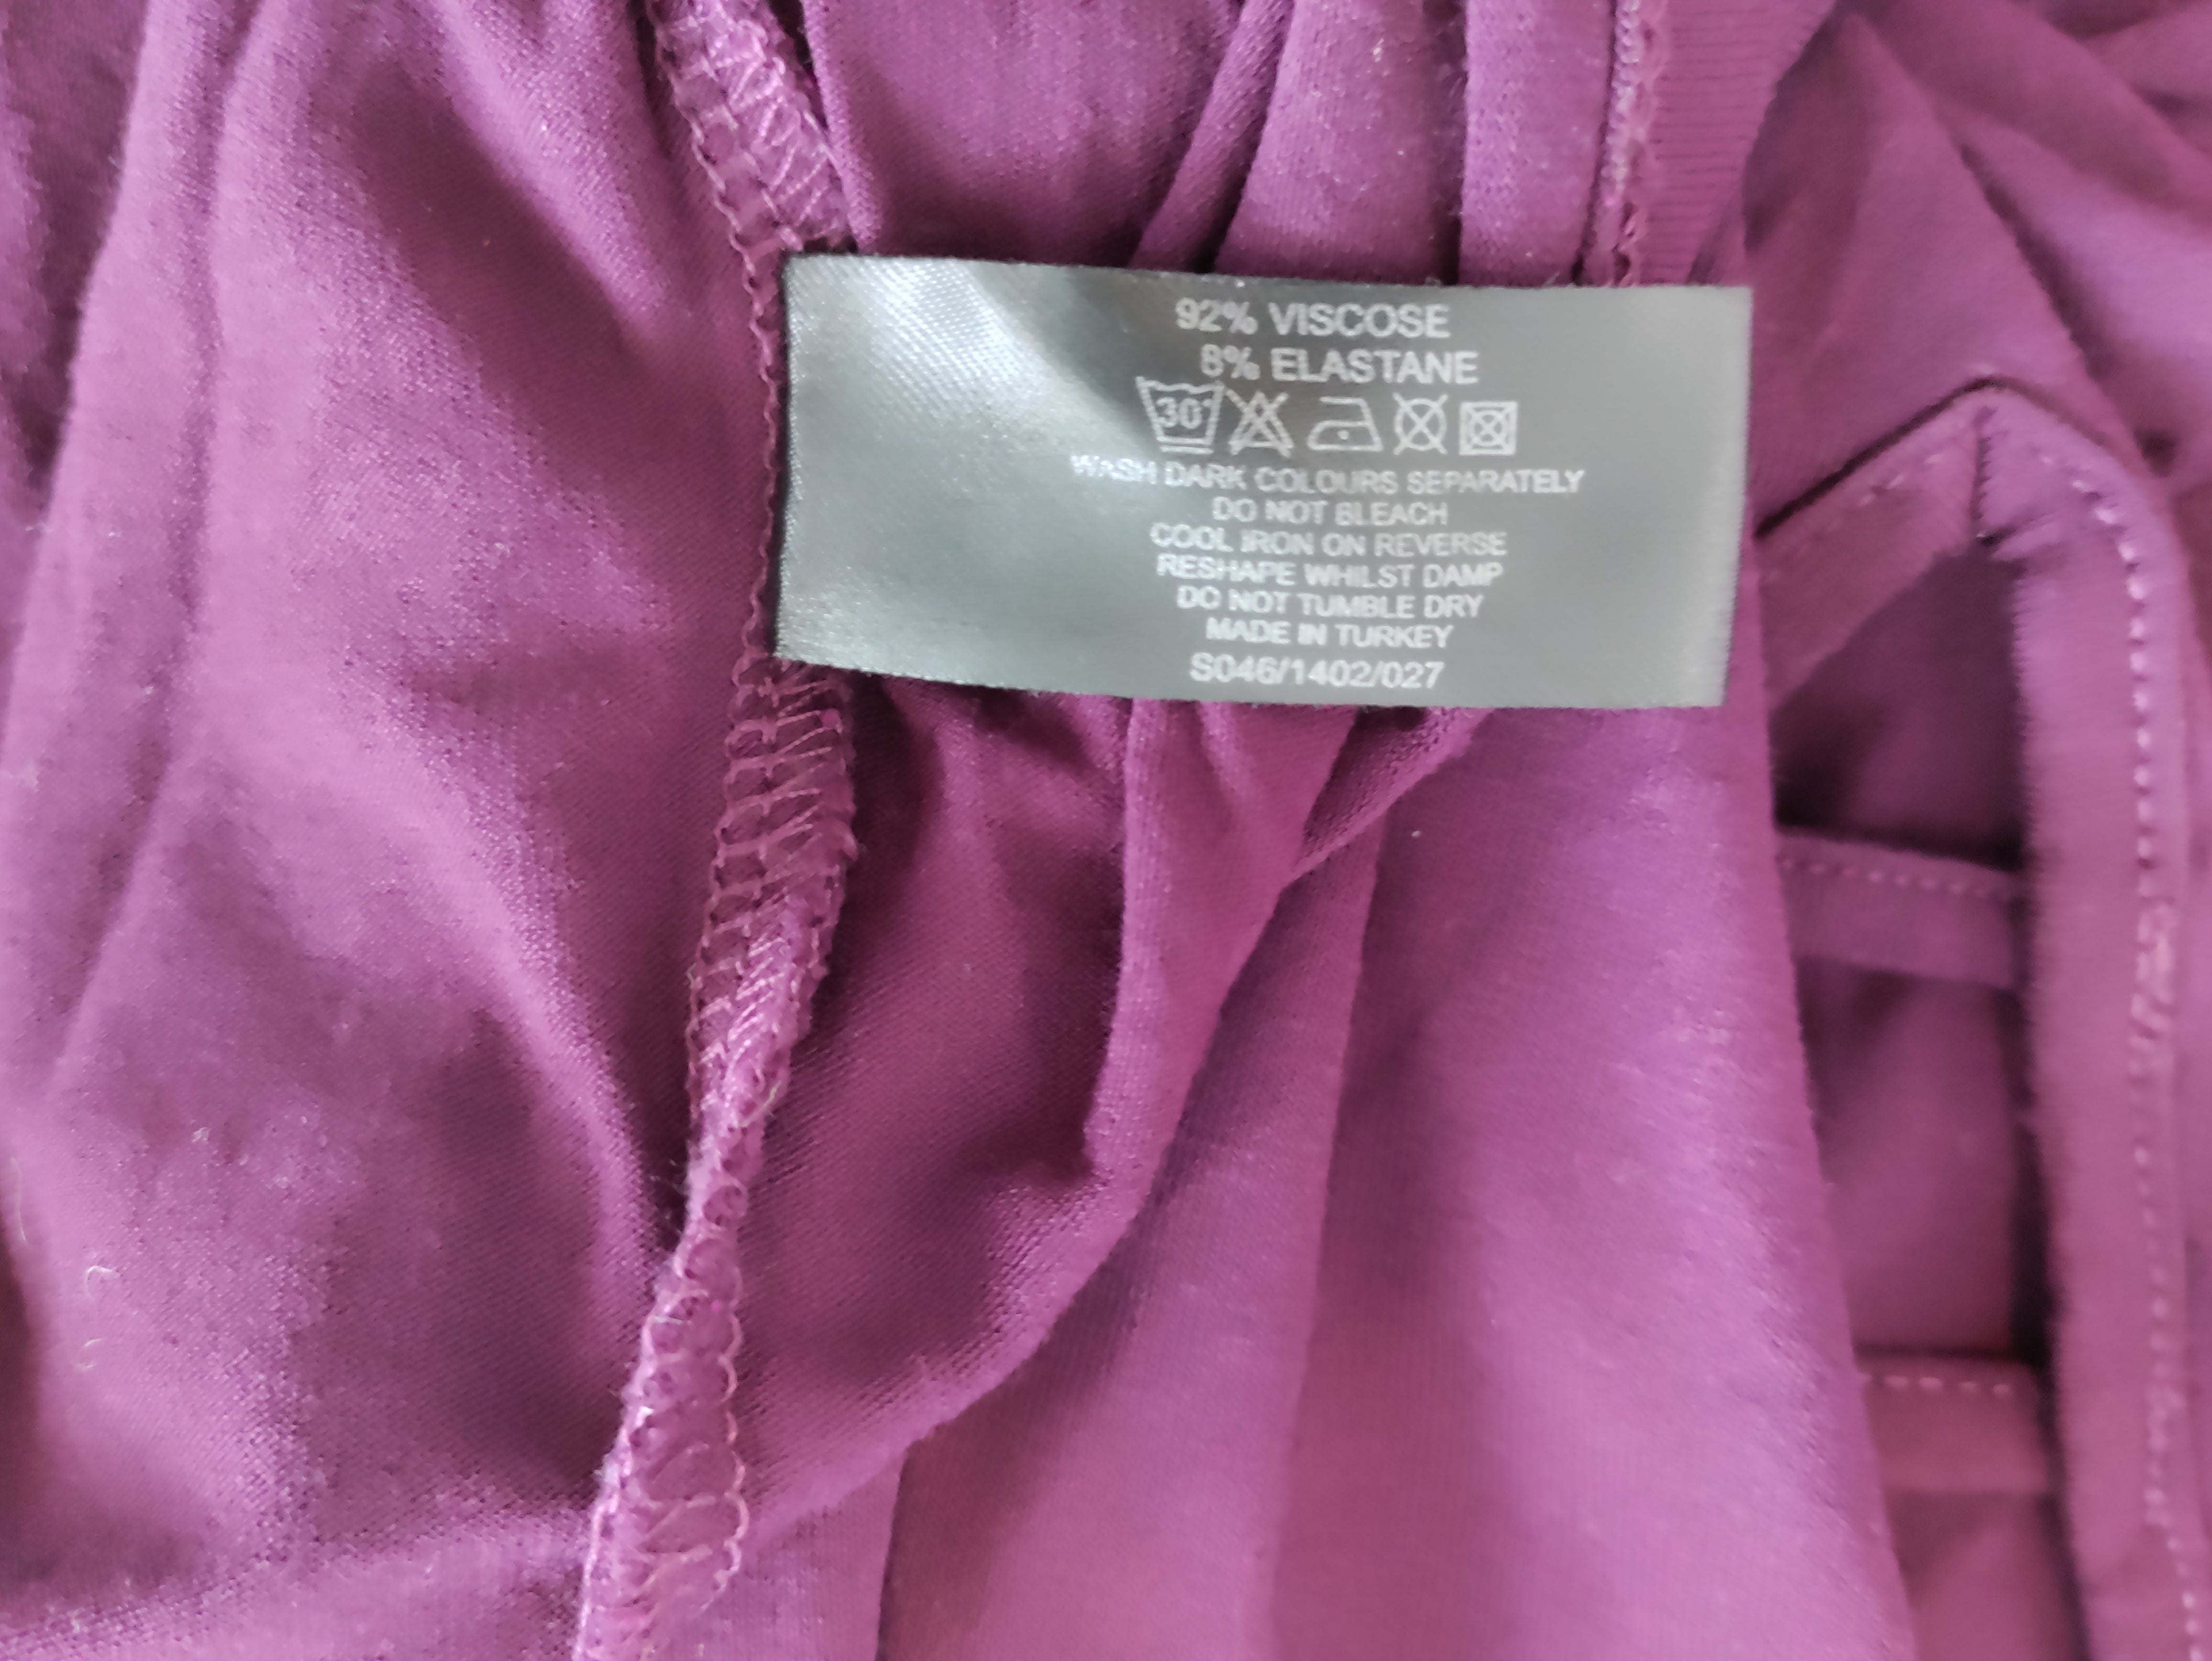 92% VISCOSE
8% ELASTANE
30°
WASH DARK COLOURS SEPARATELY
DO NOT BLEACH
COOL IRON ON REVERSE
RESHAPE WHILST DAMP
DO NOT TUMBLE DRY
MADE IN TURKEY
S046/1402/027